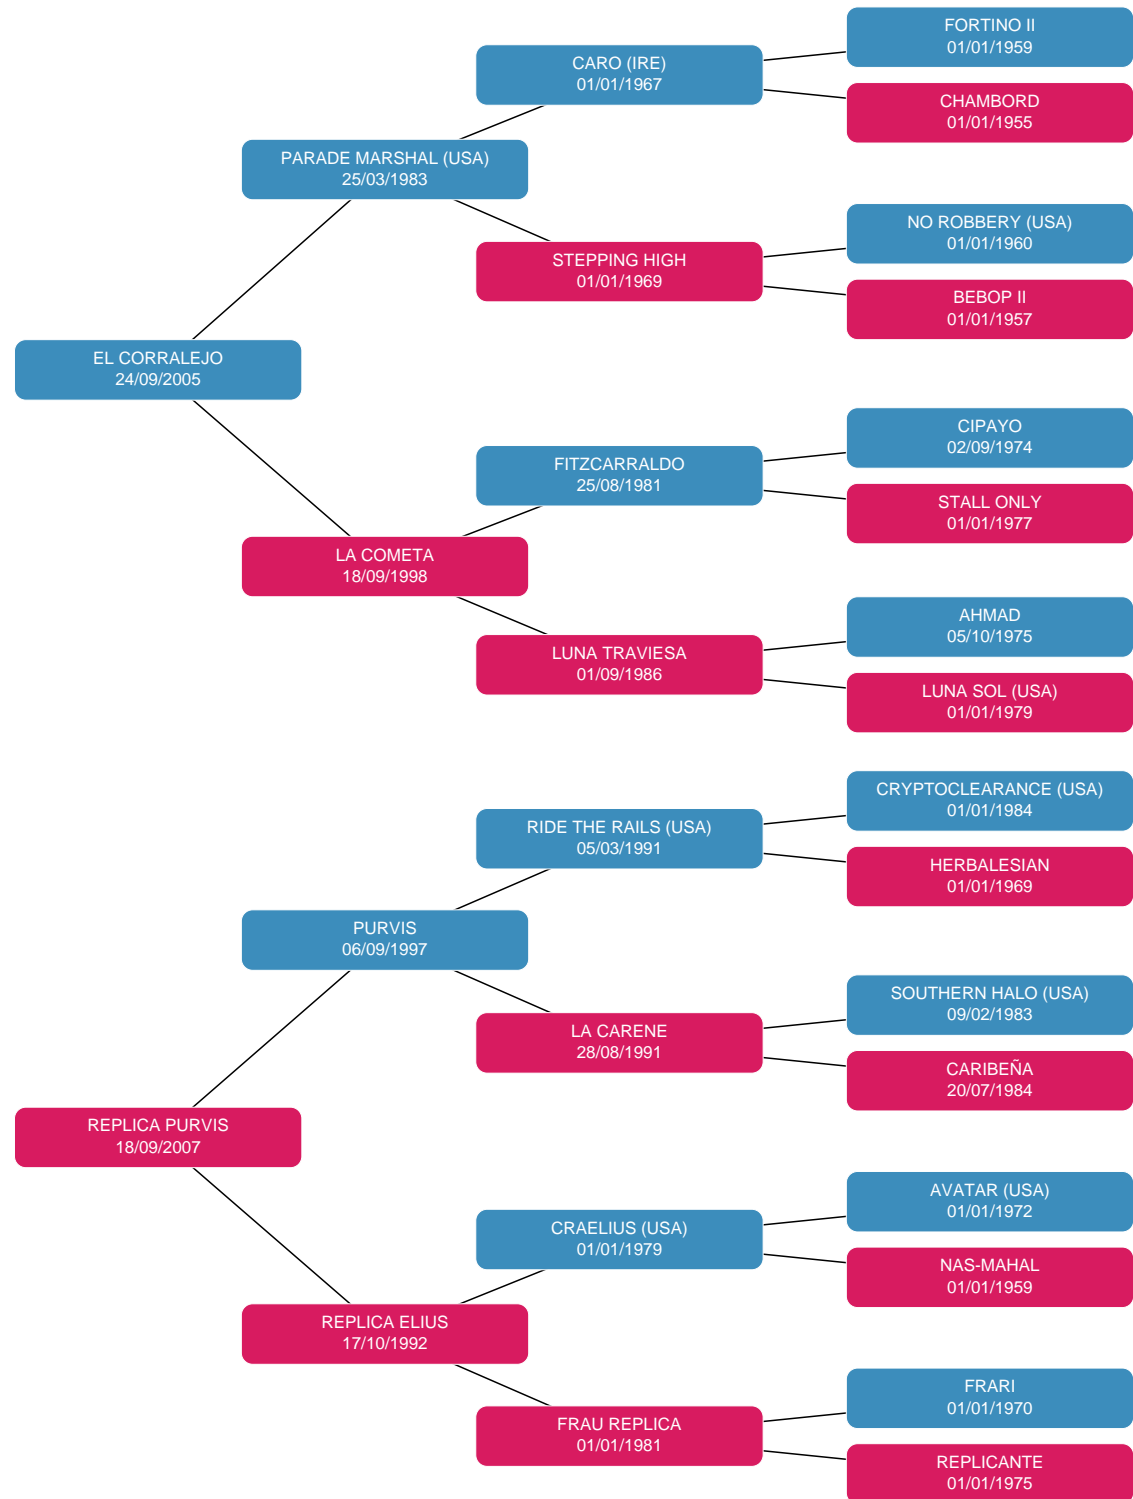 FORTINO II
01/01/1959
CARO (IRE)
01/01/1967
CHAMBORD
01/01/1955
PARADE MARSHAL (USA)
25/03/1983
NO ROBBERY (USA)
01/01/1960
STEPPING HIGH
01/01/1969
BEBOP II
01/01/1957
EL CORRALEJO
24/09/2005
CIPAYO
02/09/1974
FITZCARRALDO
25/08/1981
STALL ONLY
01/01/1977
LA COMETA
18/09/1998
AHMAD
05/10/1975
LUNA TRAVIESA
01/09/1986
LUNA SOL (USA)
01/01/1979
CRYPTOCLEARANCE (USA)
01/01/1984
RIDE THE RAILS (USA)
05/03/1991
HERBALESIAN
01/01/1969
PURVIS
06/09/1997
SOUTHERN HALO (USA)
09/02/1983
LA CARENE
28/08/1991
CARIBEÑA
20/07/1984
REPLICA PURVIS
18/09/2007
AVATAR (USA)
01/01/1972
CRAELIUS (USA)
01/01/1979
NAS-MAHAL
01/01/1959
REPLICA ELIUS
17/10/1992
FRARI
01/01/1970
FRAU REPLICA
01/01/1981
REPLICANTE
01/01/1975